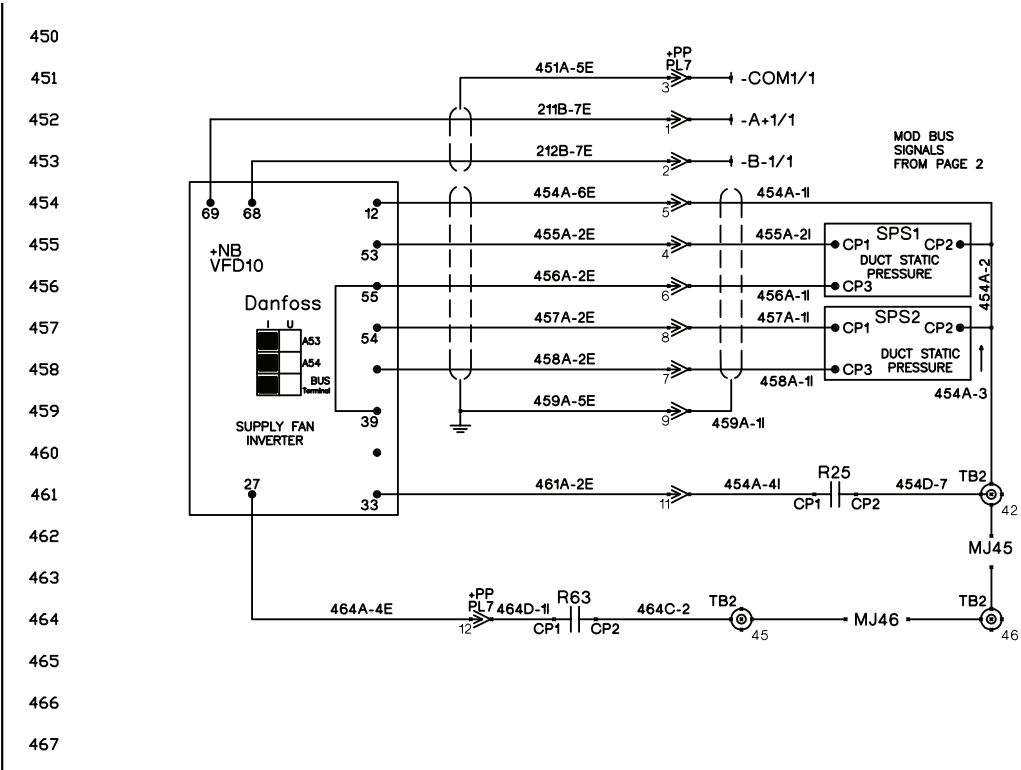 450
+PP
PL7
451 451A-5E 3 -COM1/1
452 211B-7E 1 -A+1/1
MOD BUS
SIGNALS
FROM PAGE 2
453 212B-7E 2 -B-1/1
454 69 68 12 454A-6E 5 454A-1I
455 53 455A-2E 4 455A-2I CP1 SPS1 CP2
+NB
VFD10
DUCT STATIC
PRESSURE
454A-2
456 55 456A-2E 6 456A-1I CP3
Danfoss
457 54 457A-2E 8 457A-1I CP1 SPS2 CP2
I U
A53
A54
BUS
Terminal
DUCT STATIC
PRESSURE
458 458A-2E 7 458A-1I CP3
454A-3
459 39 459A-5E 9 459A-1I
SUPPLY FAN
INVERTER
460
461 27 33 461A-2E 11 454A-4I CP1 R25 CP2 454D-7 TB2 42
462
MJ45
463
+PP
PL7
464 464A-4E 12 464D-1I CP1 R63 CP2 464C-2 TB2 45 MJ46 TB2 46
465
466
467